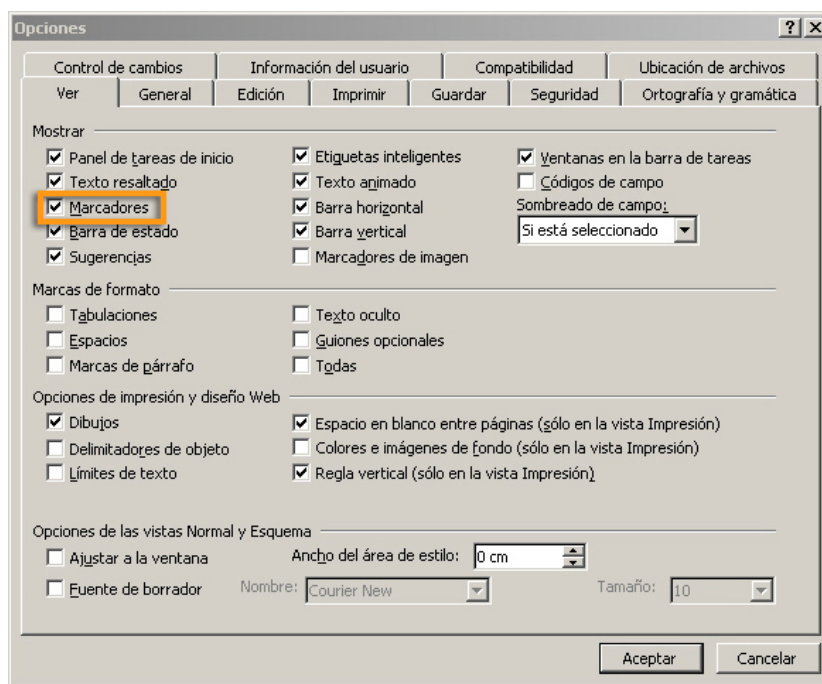 Opciones
Control de cambios Información del usuario Compatibilidad Ubicación de archivos
Ver General Edición Imprimir Guardar Seguridad Ortografía y gramática
Mostrar
Panel de tareas de inicio Etiquetas inteligentes Ventanas en la barra de tareas
Texto resaltado Texto animado Códigos de campo
Marcadores Barra horizontal Sombreado de campo:
Barra de estado Barra vertical Si está seleccionado
Sugerencias Marcadores de imagen
Marcas de formato
Tabulaciones Texto oculto
Espacios Guiones opcionales
Marcas de párrafo Todas
Opciones de impresión y diseño Web
Dibujos Espacio en blanco entre páginas (sólo en la vista Impresión)
Delimitadores de objeto Colores e imágenes de fondo (sólo en la vista Impresión)
Límites de texto Regla vertical (sólo en la vista Impresión)
Opciones de las vistas Normal y Esquema
Ajustar a la ventana Ancho del área de estilo: 0 cm
Fuente de borrador Nombre: Courier New Tamaño: 10
Aceptar Cancelar